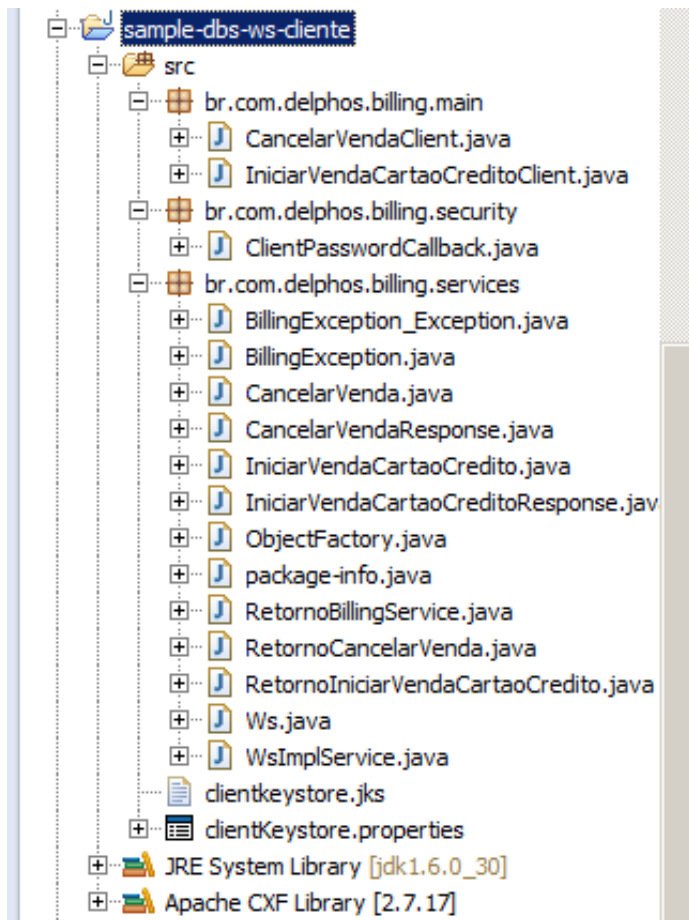 sample-dbs-ws-cliente
src
br.com.delphos.billing.main
CancelarVendaClient.java
IniciarVendaCartaoCreditoClient.java
br.com.delphos.billing.security
ClientPasswordCallback.java
br.com.delphos.billing.services
BillingException_Exception.java
BillingException.java
CancelarVenda.java
CancelarVendaResponse.java
IniciarVendaCartaoCredito.java
IniciarVendaCartaoCreditoResponse.jav
ObjectFactory.java
package-info.java
RetornoBillingService.java
RetornoCancelarVenda.java
RetornoIniciarVendaCartaoCredito.java
Ws.java
WsImplService.java
clientkeystore.jks
clientKeystore.properties
JRE System Library [jdk1.6.0_30]
Apache CXF Library [2.7.17]